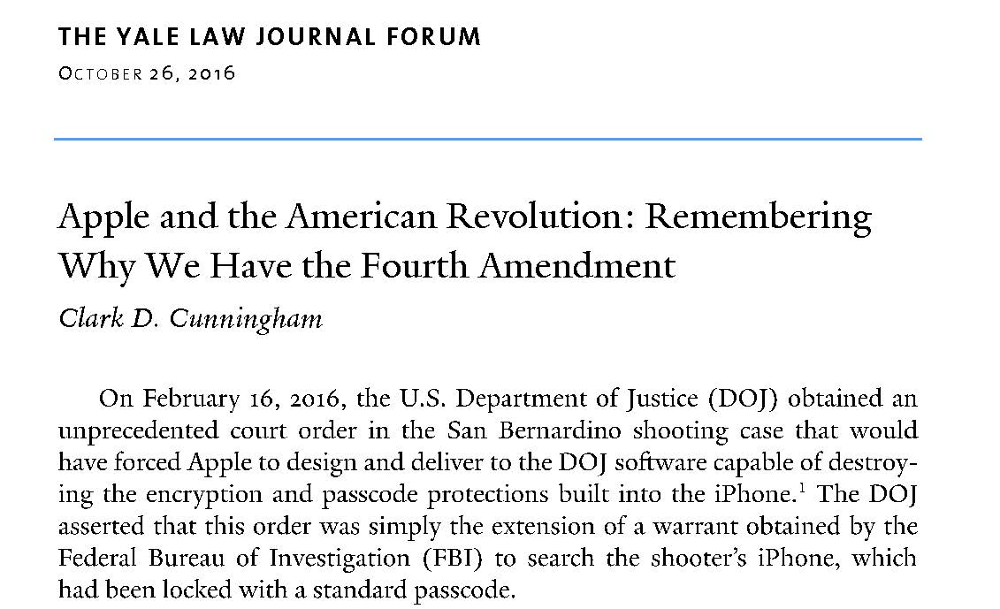 THE YALE LAW JOURNAL FORUM
OCTOBER 26, 2016
Apple and the American Revolution: Remembering
Why We Have the Fourth Amendment
Clark D. Cunningham
On February 16, 2016, the U.S. Department of Justice (DOJ) obtained an
unprecedented court order in the San Bernardino shooting case that would
have forced Apple to design and deliver to the DOJ software capable of destroy-
ing the encryption and passcode protections built into the iPhone.1 The DOJ
asserted that this order was simply the extension of a warrant obtained by the
Federal Bureau of Investigation (FBI) to search the shooter’s iPhone, which
had been locked with a standard passcode.